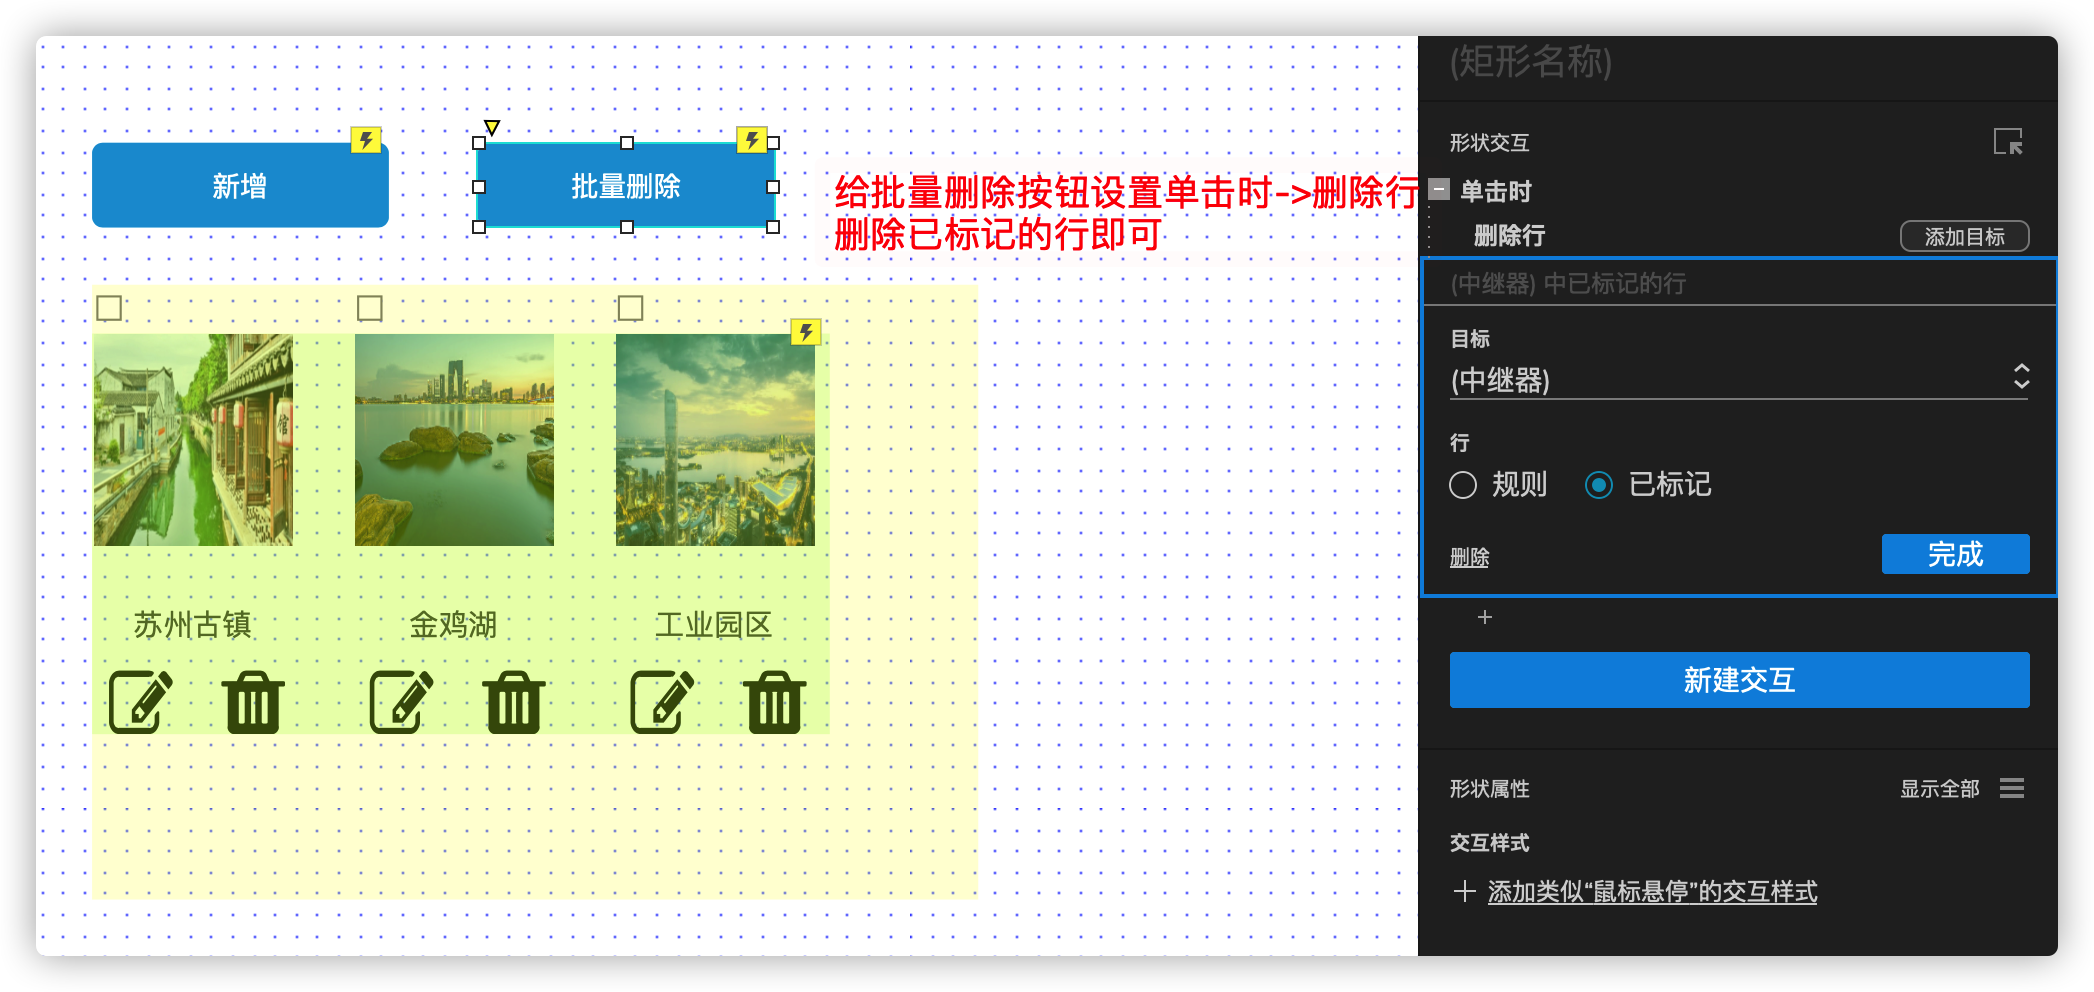 (矩形名称)
形状交互
新增
批量删除
给批量删除按钮设置单击时->删除行
删除已标记的行即可
单击时
删除行
添加目标
(中继器) 中已标记的行
目标
(中继器)
行
规则
已标记
删除
完成
苏州古镇
金鸡湖
工业园区
+
新建交互
形状属性
显示全部
交互样式
添加类似“鼠标悬停”的交互样式